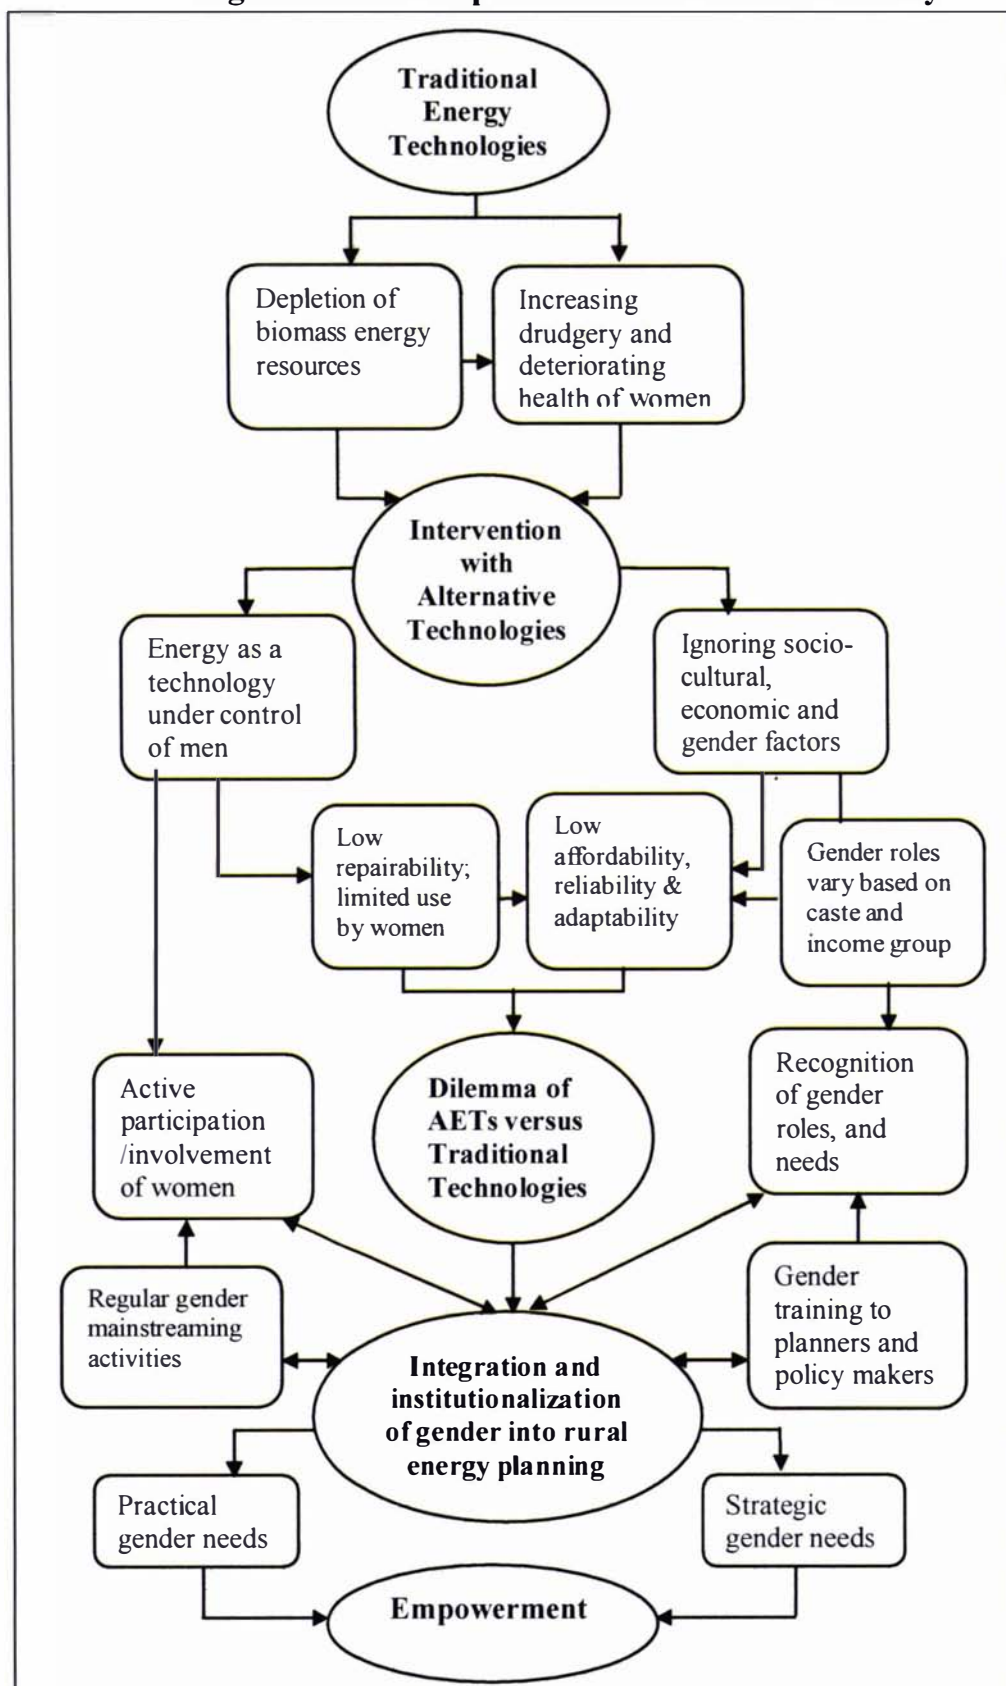 Traditional
Energy
Technologies
Depletion of
biomass energy
resources
Increasing
drudgery and
deteriorating
health of women
Intervention
with
Alternative
Technologies
Energy as a
technology
under control
of men
Ignoring socio-
cultural,
economic and
gender factors
Low
repairability;
limited use
by women
Low
affordability,
reliability &
adaptability
Gender roles
vary based on
caste and
income group
Active
participation
/involvement
of women
Dilemma of
AETs versus
Traditional
Technologies
Recognition
of gender
roles, and
needs
Regular gender
mainstreaming
activities
Integration and
institutionalization
of gender into rural
energy planning
Gender
training to
planners and
policy makers
Practical
gender needs
Strategic
gender needs
Empowerment